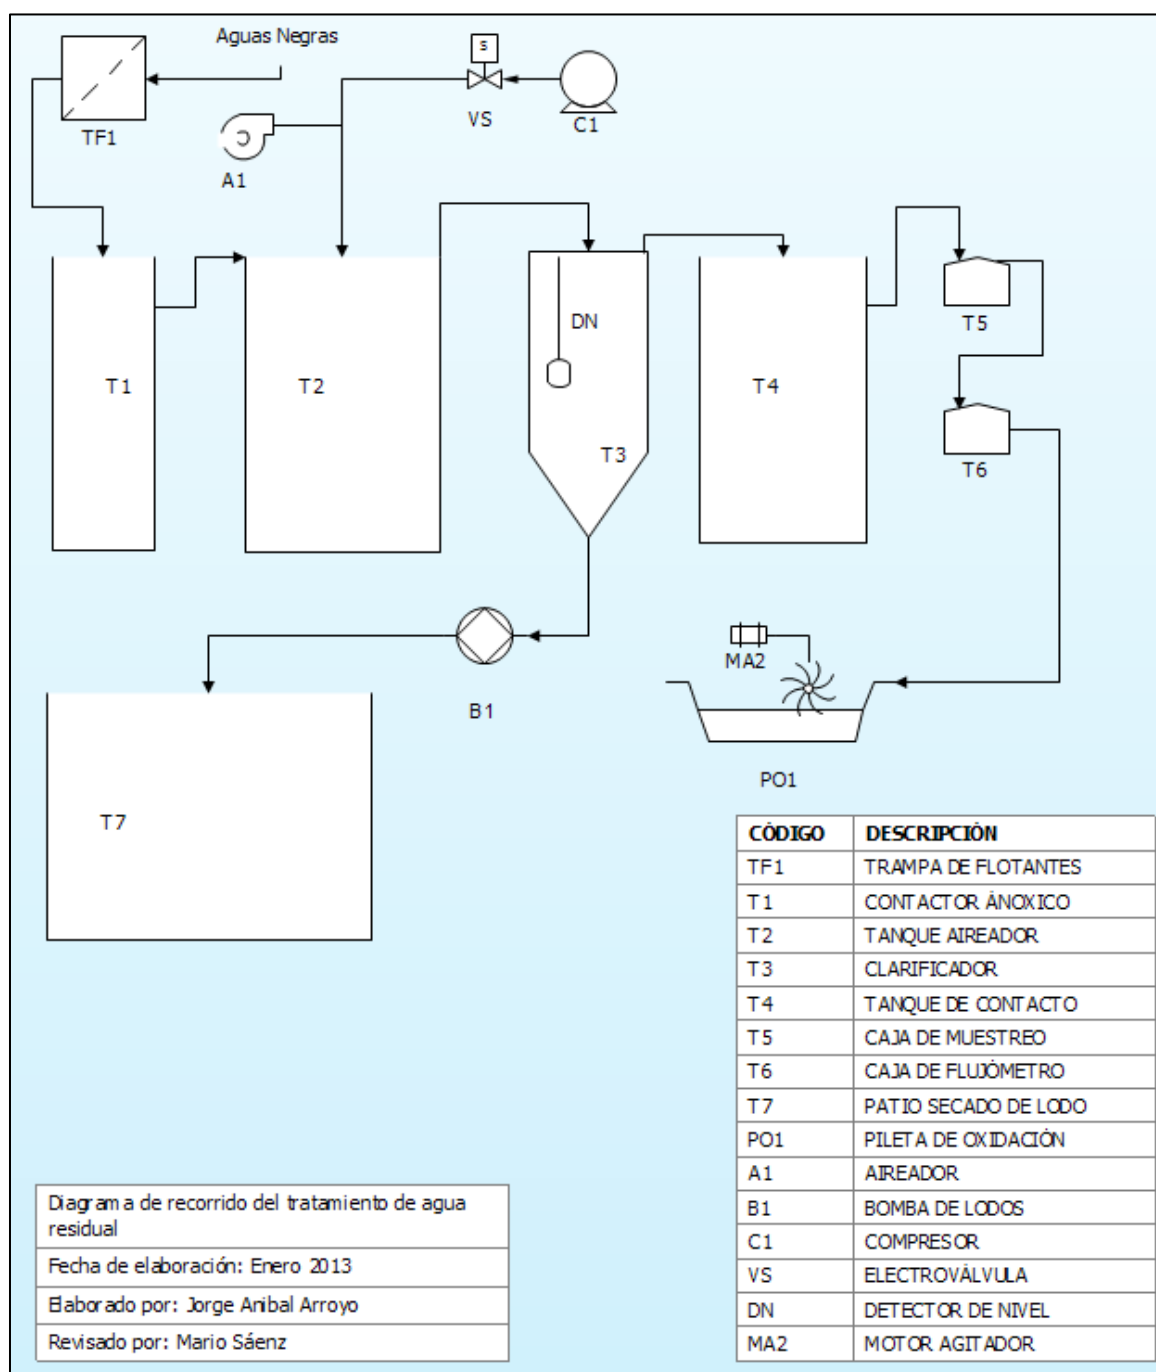 Aguas Negras
S
VS
C1
TF1
A1
DN
T1
T2
T3
T4
T5
T6
MA2
B1
PO1
T7
CÓDIGO DESCRIPCIÓN
TF1 TRAMPA DE FLOTANTES
T1 CONTACTOR ÁNOXICO
T2 TANQUE AIREADOR
T3 CLARIFICADOR
T4 TANQUE DE CONTACTO
T5 CAJA DE MUESTREO
T6 CAJA DE FLUJÓMETRO
T7 PATIO SECADO DE LODO
PO1 PILETA DE OXIDACIÓN
A1 AIREADOR
B1 BOMBA DE LODOS
C1 COMPRESOR
VS ELECTROVÁLVULA
DN DETECTOR DE NIVEL
MA2 MOTOR AGITADOR
Diagrama de recorrido del tratamiento de agua
residual
Fecha de elaboración: Enero 2013
Elaborado por: Jorge Anibal Arroyo
Revisado por: Mario Sáenz